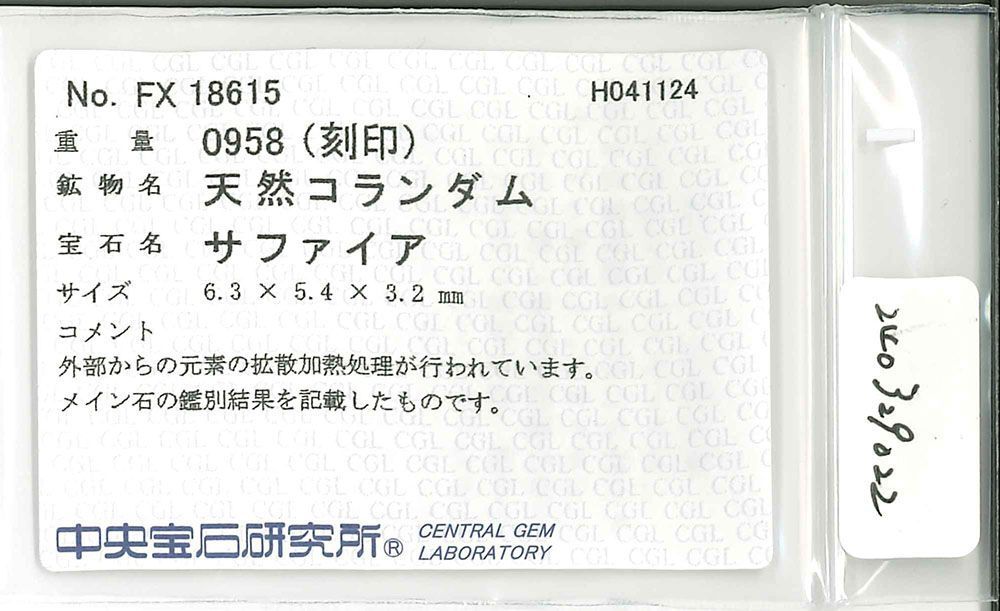 No. FX 18615 H041124
重量 0958(刻印)
鉱物名 天然コランダム
宝石名 サファイア
サイズ 6.3 × 5.4 × 3.2 mm
コメント
外部からの元素の拡散加熱処理が行われています。
メイン石の鑑別結果を記載したものです。
中央宝石研究所® CENTRAL GEM
LABORATORY